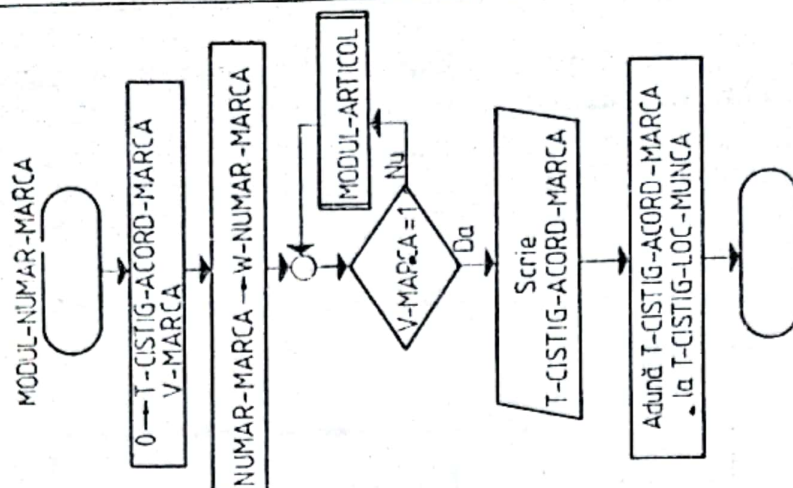 MODUL-NUMAR-MARCA
0→T-CISTIG-ACORD-MARCA
V-MARCA
NUMAR-MARCA→W-NUMAR-MARCA
MODUL-ARTICOL
Nu
V-MARCA=1
Da
Scrie
T-CISTIG-ACORD-MARCA
Adună T-CISTIG-ACORD-MARCA
la T-CISTIG-LOC-MUNCA